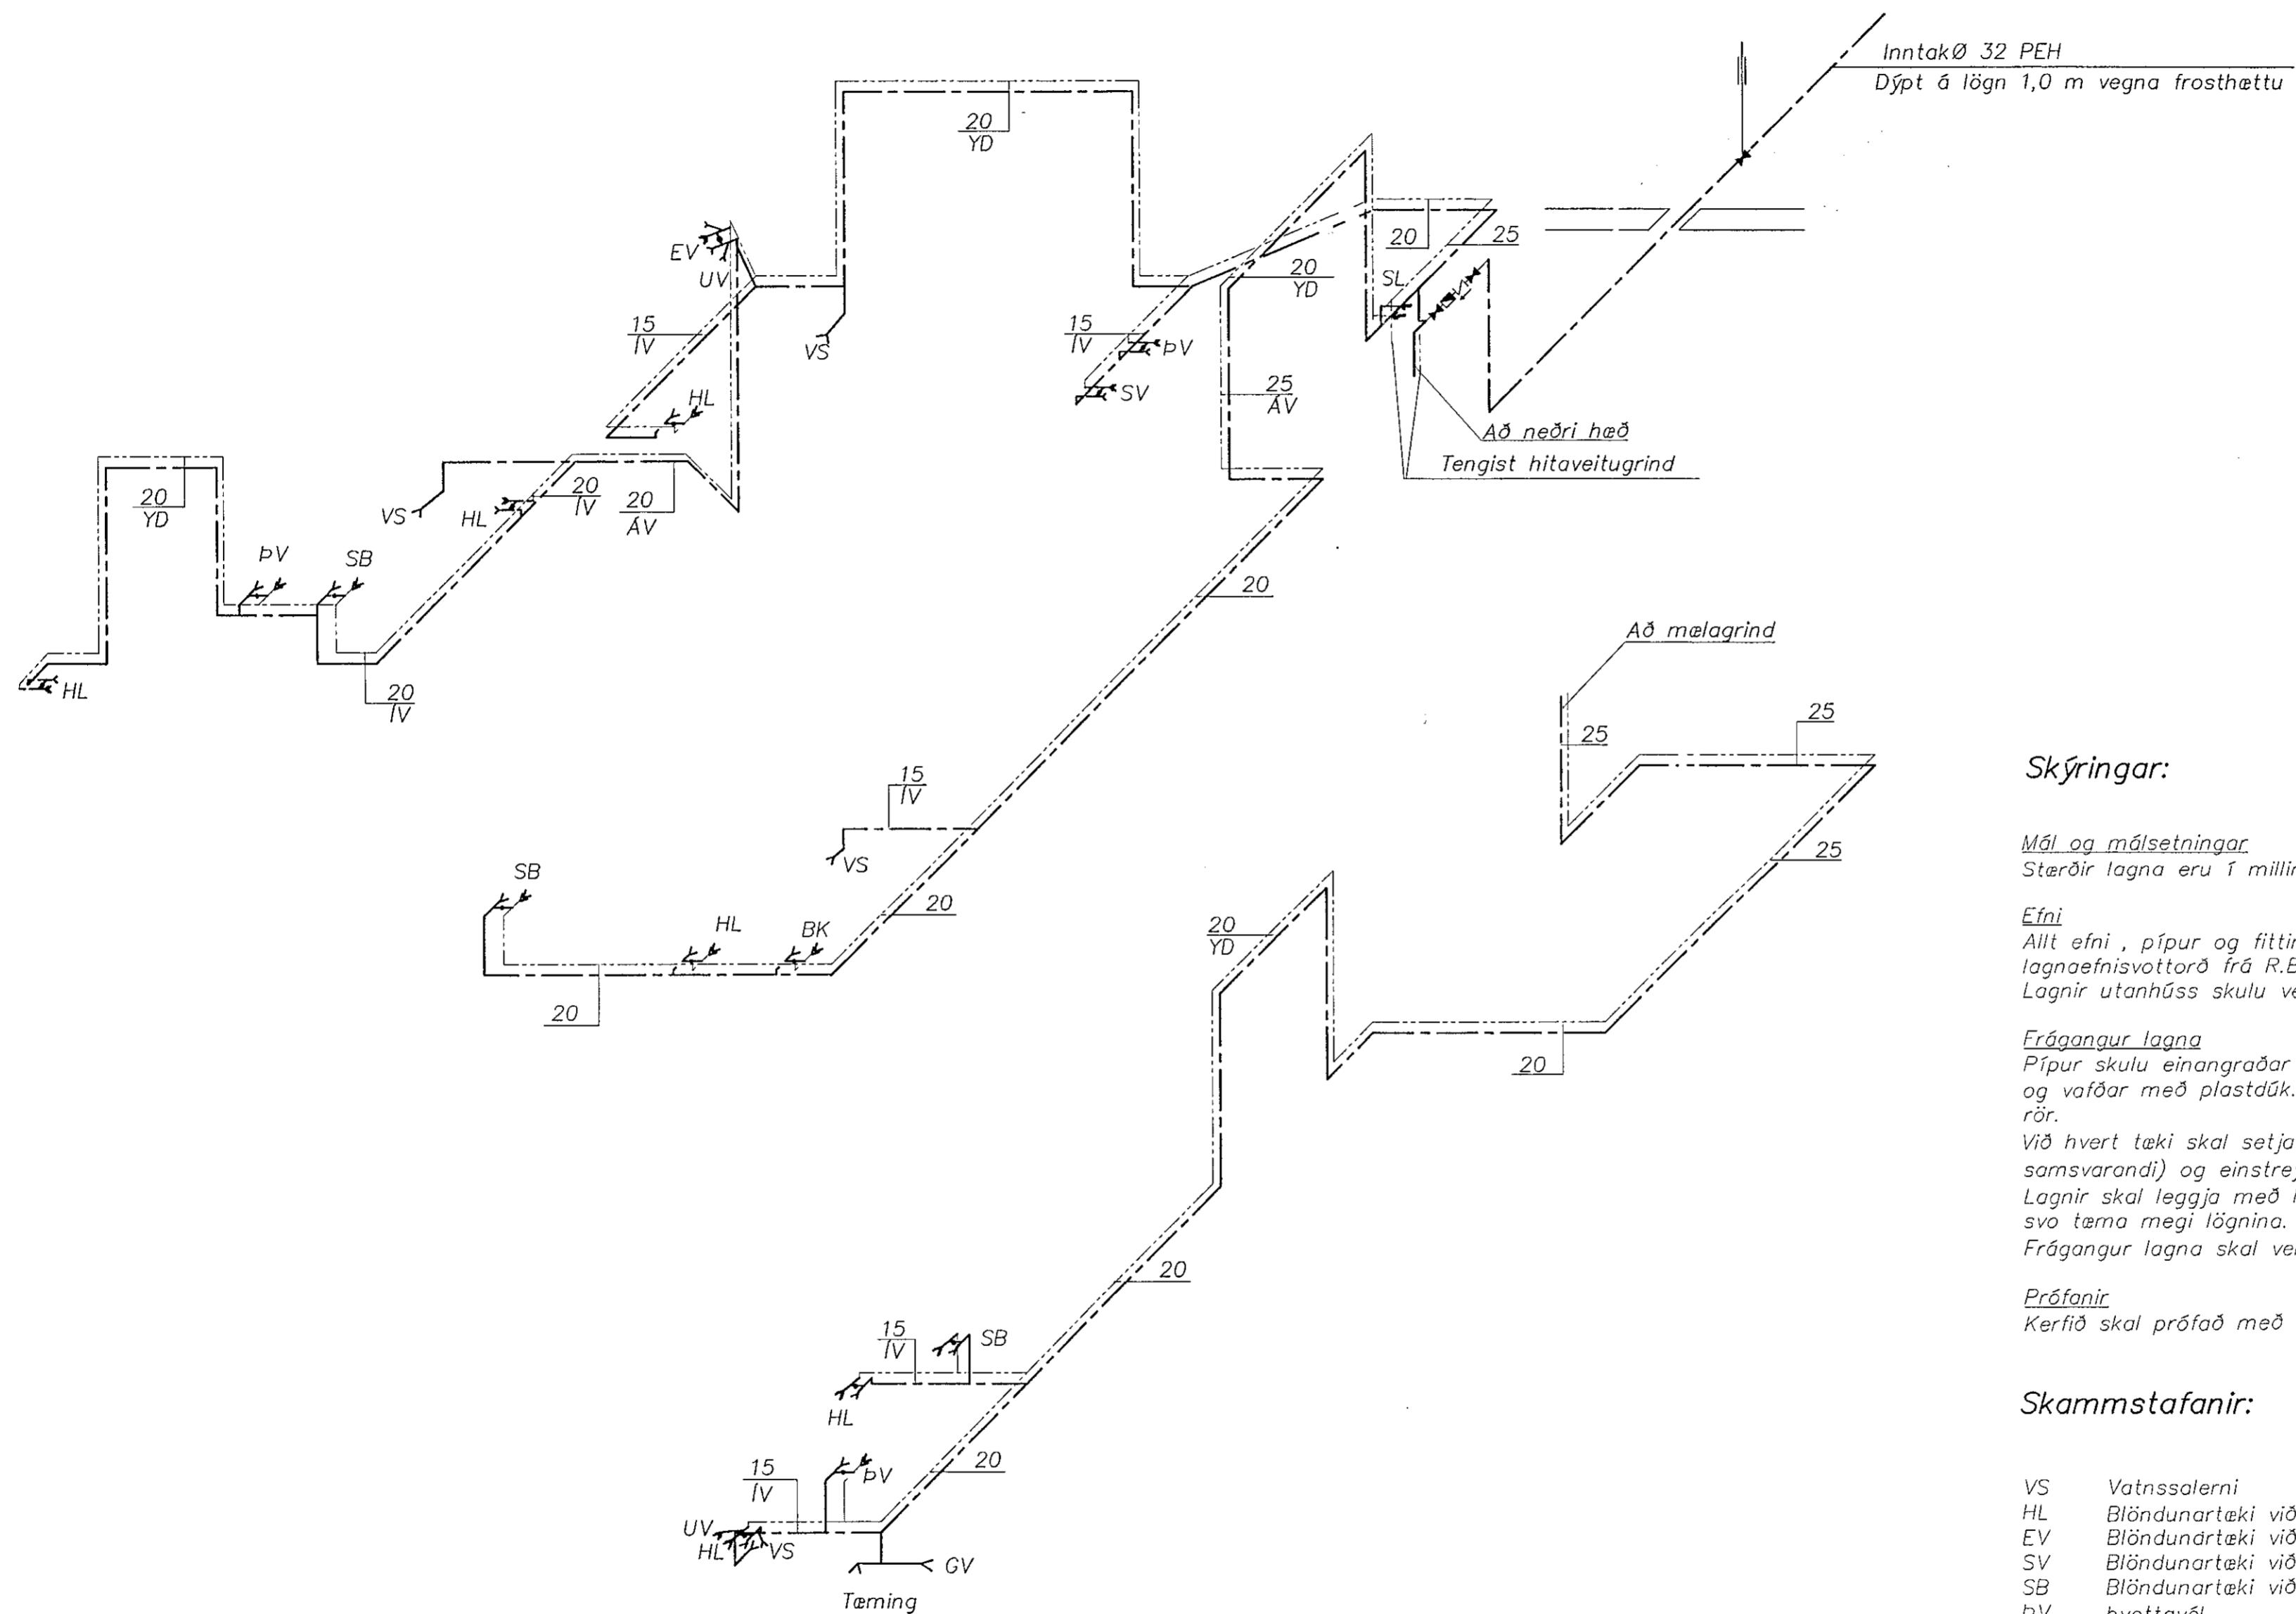 InntakØ 32 PEH
Dýpt á lögn 1,0 m vegna frosthættu
20
YD
EV
UV
20
25
SL
20
YD
15
ÍV
VS
15
ÍV
ÞV
SV
25
ÁV
HL
Að neðri hæð
Tengist hitaveitugrind
20
YD
VS
HL
20
ÍV
20
ÁV
ÞV
SB
20
HL
20
ÍV
Að mælagrind
25
25
15
ÍV
VS
25
SB
20
HL
BK
20
YD
20
20
20
15
ÍV
SB
HL
15
ÍV
ÞV
20
UV
HL
VS
GV
Tæming
Skýringar:
Mál og málsetningar
Stærðir lagna eru í
Efni
Allt efni , pípur og
lagnaefnisvottorð frá
Lagnir utanhúss skulu
Frágangur lagna
Pípur skulu einangraðar
og vafðar með plastdúk.
rör.
Við hvert tæki skal setja
samsvarandi) og
Lagnir skal leggja með
svo tæma megi lögnina.
Frágangur lagna skal
Prófanir
Kerfið skal prófað með
Skammstafanir:
VS Vatnssalerni
HL Blöndunartæki við
EV Blöndunartæki við
SV Blöndunartæki við
SB Blöndunartæki við